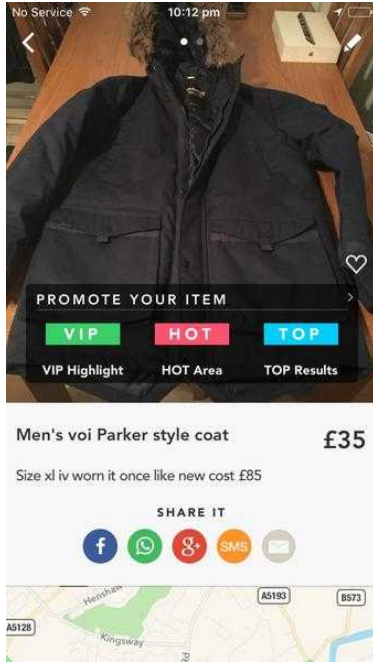 No Service 10:12 pm
PROMOTE YOUR ITEM
VIP HOT TOP
VIP Highlight HOT Area TOP Results
Men's voi Parker style coat £35
Size xl iv worn it once like new cost £85
SHARE IT
f g+ SMS
Henshaw
A5193 B573
A5128
Kingsway